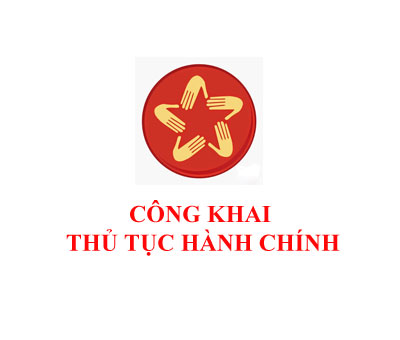 CÔNG KHAI
THỦ TỤC HÀNH CHÍNH